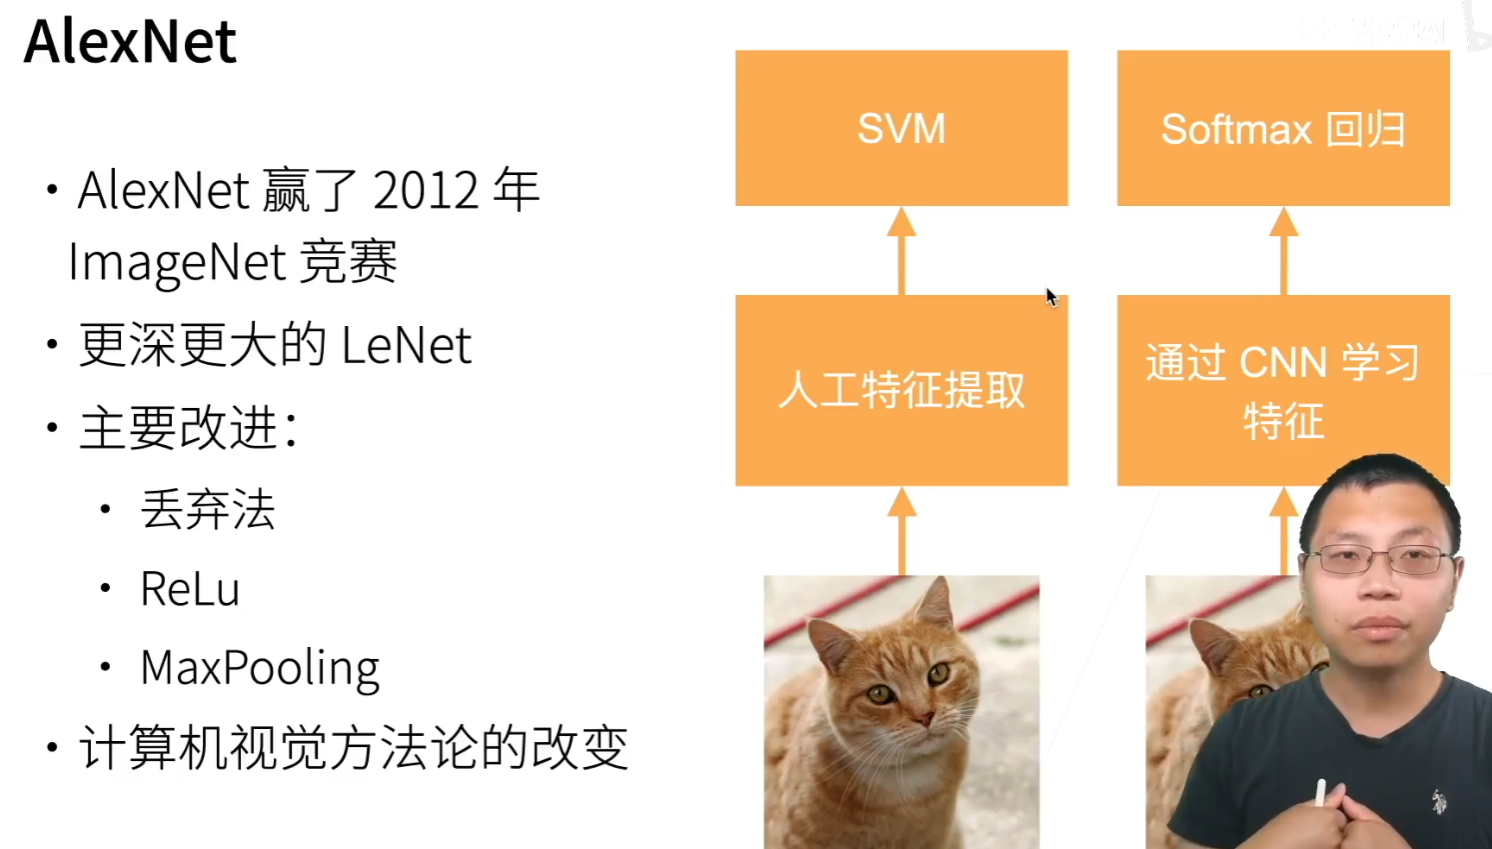 AlexNet
• AlexNet 赢了 2012 年
ImageNet 竞赛
• 更深更大的 LeNet
• 主要改进：
• 丢弃法
• ReLu
• MaxPooling
• 计算机视觉方法论的改变
SVM
人工特征提取
Softmax 回归
通过 CNN 学习
特征